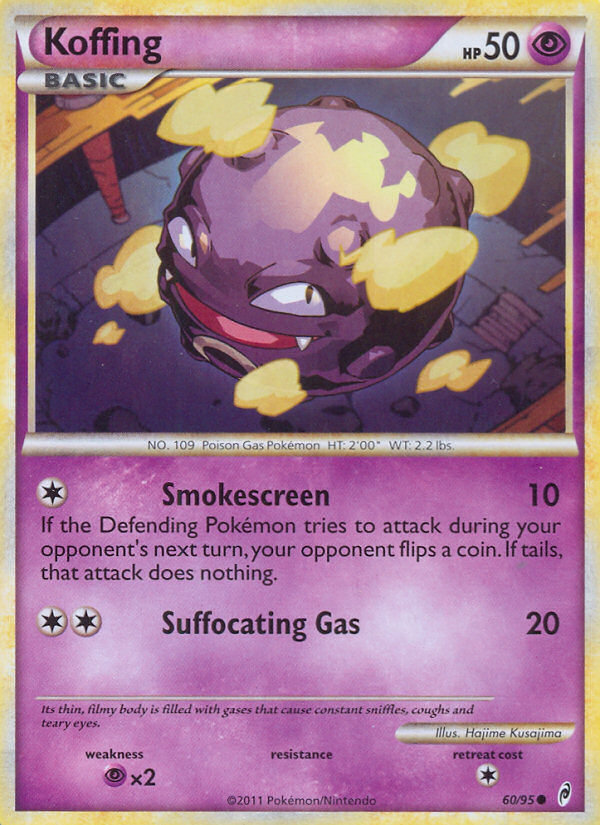 Koffing
HP 50
BASIC
NO. 109 Poison Gas Pokémon HT: 2'00" WT: 2.2 lbs.
Smokescreen 10
If the Defending Pokémon tries to attack during your
opponent's next turn, your opponent flips a coin. If tails,
that attack does nothing.
Suffocating Gas 20
Its thin, filmy body is filled with gases that cause constant sniffles, coughs and
teary eyes.
Illus. Hajime Kusajima
weakness resistance retreat cost
×2
©2011 Pokémon/Nintendo 60/95